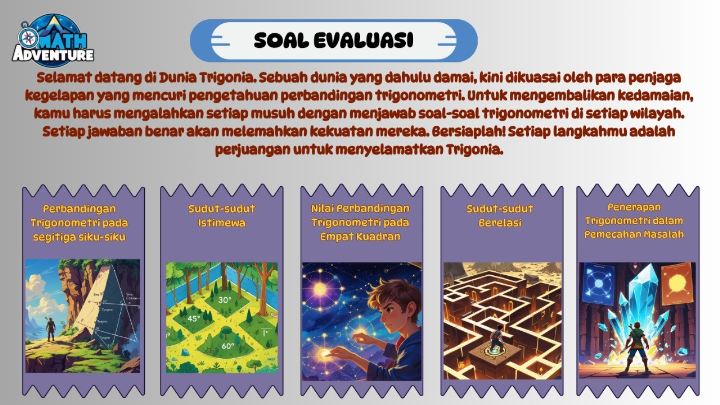 MATH
ADVENTURE
SOAL EVALUASI
Selamat datang di Dunia Trigonia. Sebuah dunia yang dahulu damai, kini dikuasai oleh para penjaga
kegelapan yang mencuri pengetahuan perbandingan trigonometri. Untuk mengembalikan kedamaian,
kamu harus mengalahkan setiap musuh dengan menjawab soal-soal trigonometri di setiap wilayah.
Setiap jawaban benar akan melemahkan kekuatan mereka. Bersiaplah! Setiap langkahmu adalah
perjuangan untuk menyelamatkan Trigonia.
Perbandingan
Trigonometri pada
segitiga siku-siku
Sudut-sudut
Istimewa
30°
45°
60°
Nilai Perbandingan
Trigonometri pada
Empat Kuadran
Sudut-sudut
Berelasi
Penerapan
Trigonometri dalam
Pemecahan Masalah